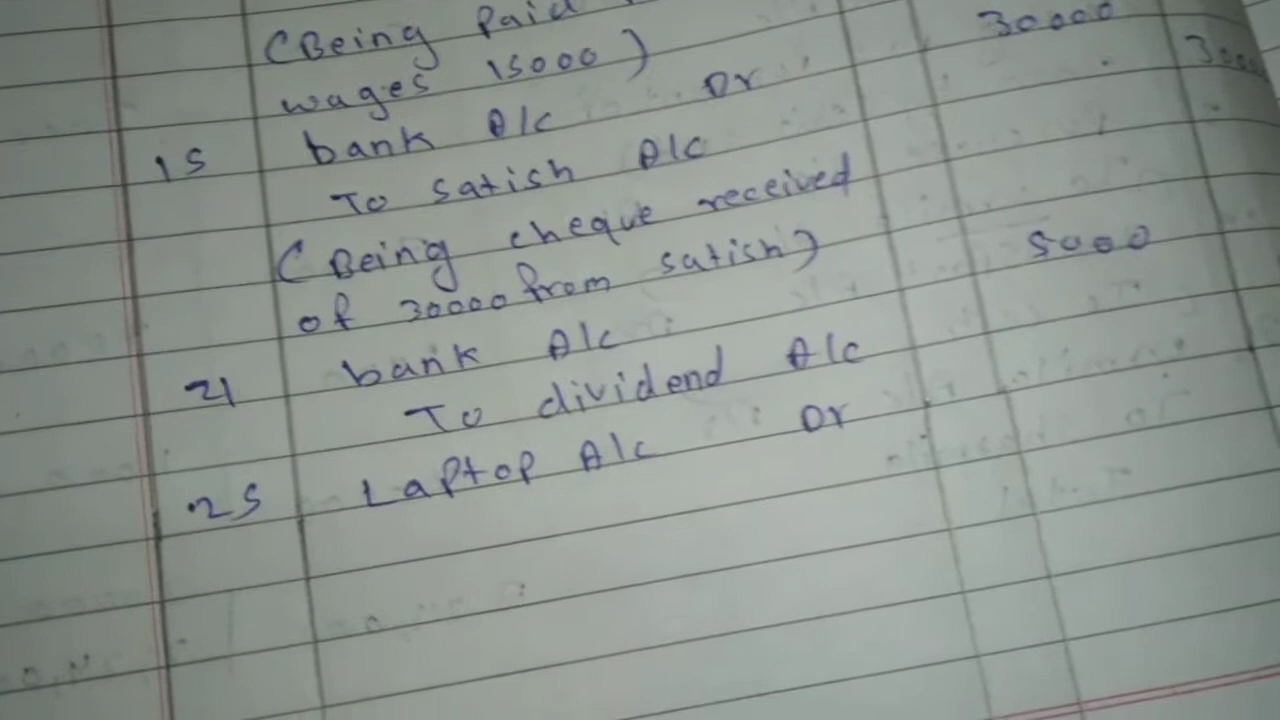 (Being Paid
wages 15000)
30000
15 bank A/c Dr
3000
To Satish A/c
(Being cheque received
of 30000 from satish)
21 bank A/c 5000
To dividend A/c
25 Laptop A/c Dr